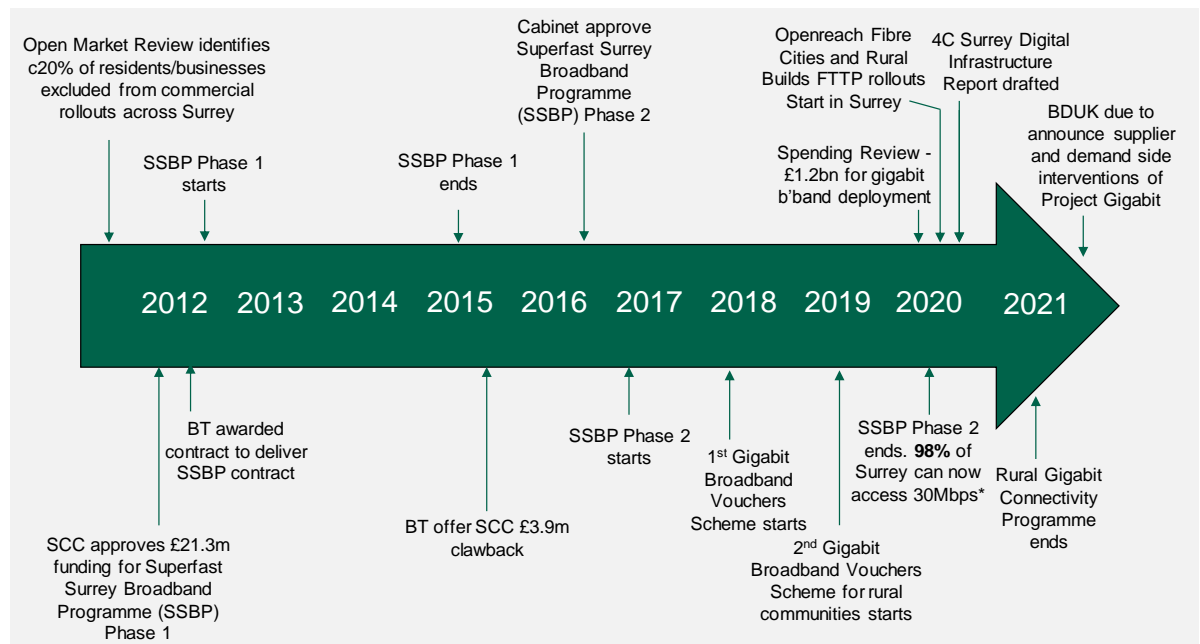 Open Market Review identifies
c20% of residents/businesses
excluded from commercial
rollouts across Surrey
SSBP Phase 1
starts
SSBP Phase 1
ends
Cabinet approve
Superfast Surrey
Broadband
Programme
(SSBP) Phase 2
Openreach Fibre
Cities and Rural
Builds FTTP rollouts
Start in Surrey
Spending Review -
£1.2bn for gigabit
b'band deployment
4C Surrey Digital
Infrastructure
Report drafted
BDUK due to
announce supplier
and demand side
interventions of
Project Gigabit
2012 2013 2014 2015 2016 2017 2018 2019 2020 2021
SCC approves £21.3m
funding for Superfast
Surrey Broadband
Programme (SSBP)
Phase 1
BT awarded
contract to deliver
SSBP contract
BT offer SCC £3.9m
clawback
SSBP Phase 2
starts
1st Gigabit
Broadband
Vouchers
Scheme starts
2nd Gigabit
Broadband Vouchers
Scheme for rural
communities starts
SSBP Phase 2
ends. 98% of
Surrey can now
access 30Mbps*
Rural Gigabit
Connectivity
Programme
ends